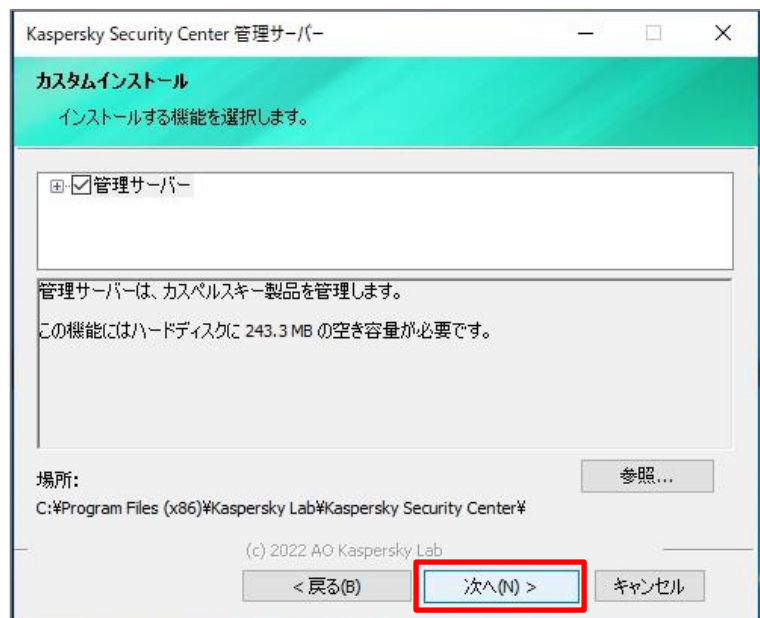 Kaspersky Security Center 管理サーバー
カスタムインストール
インストールする機能を選択します。
管理サーバー
管理サーバーは、カスペルスキー製品を管理します。
この機能にはハードディスクに 243.3 MB の空き容量が必要です。
場所:
参照...
C:¥Program Files (x86)¥Kaspersky Lab¥Kaspersky Security Center¥
(c) 2022 AO Kaspersky Lab
< 戻る(B) 次へ(N) > キャンセル